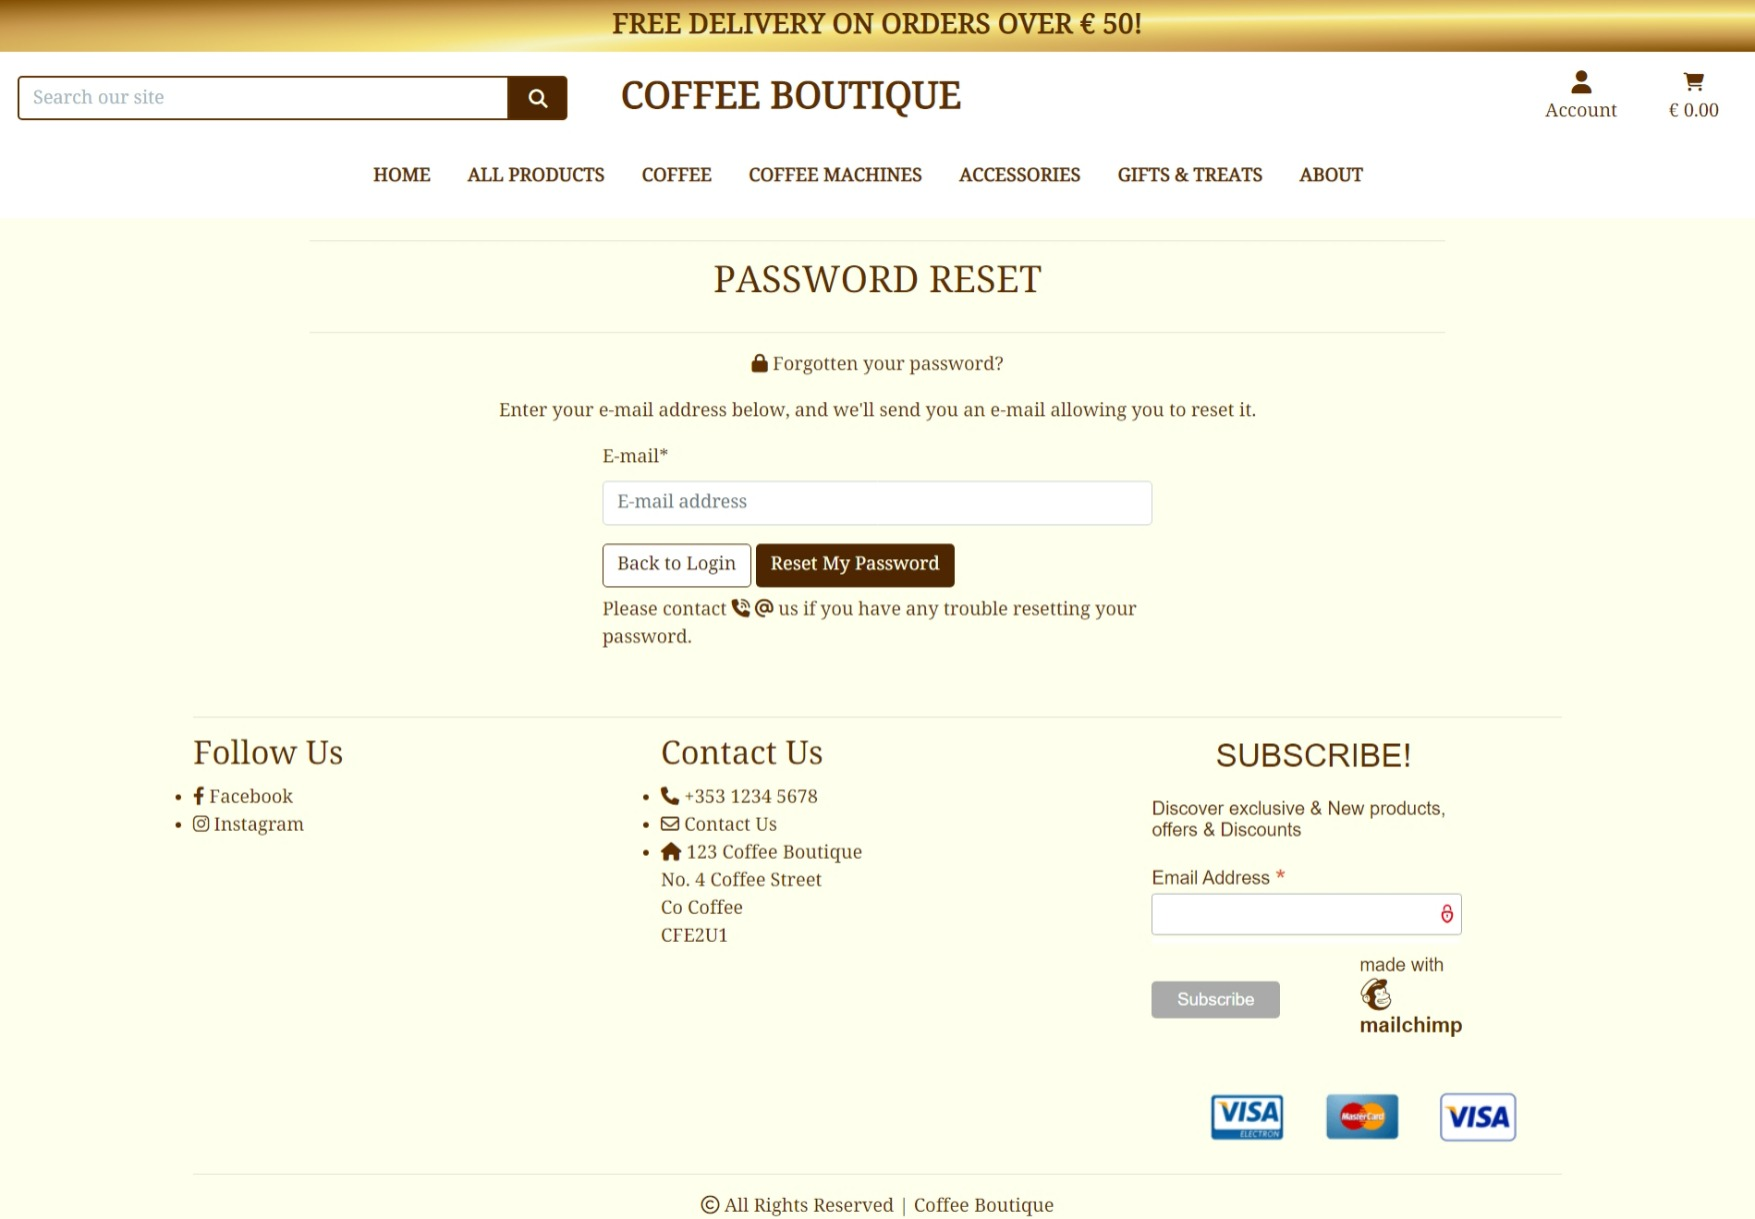 FREE DELIVERY ON ORDERS OVER € 50!
Search our site
COFFEE BOUTIQUE
Account
€ 0.00
HOME ALL PRODUCTS COFFEE COFFEE MACHINES ACCESSORIES GIFTS & TREATS ABOUT
PASSWORD RESET
Forgotten your password?
Enter your e-mail address below, and we'll send you an e-mail allowing you to reset it.
E-mail*
E-mail address
Back to Login Reset My Password
Please contact @ us if you have any trouble resetting your
password.
Follow Us
Facebook
Instagram
Contact Us
+353 1234 5678
Contact Us
123 Coffee Boutique
No. 4 Coffee Street
Co Coffee
CFE2U1
SUBSCRIBE!
Discover exclusive & New products,
offers & Discounts
Email Address *
Subscribe
made with
mailchimp
VISA
ELECTRON
MasterCard
VISA
© All Rights Reserved | Coffee Boutique